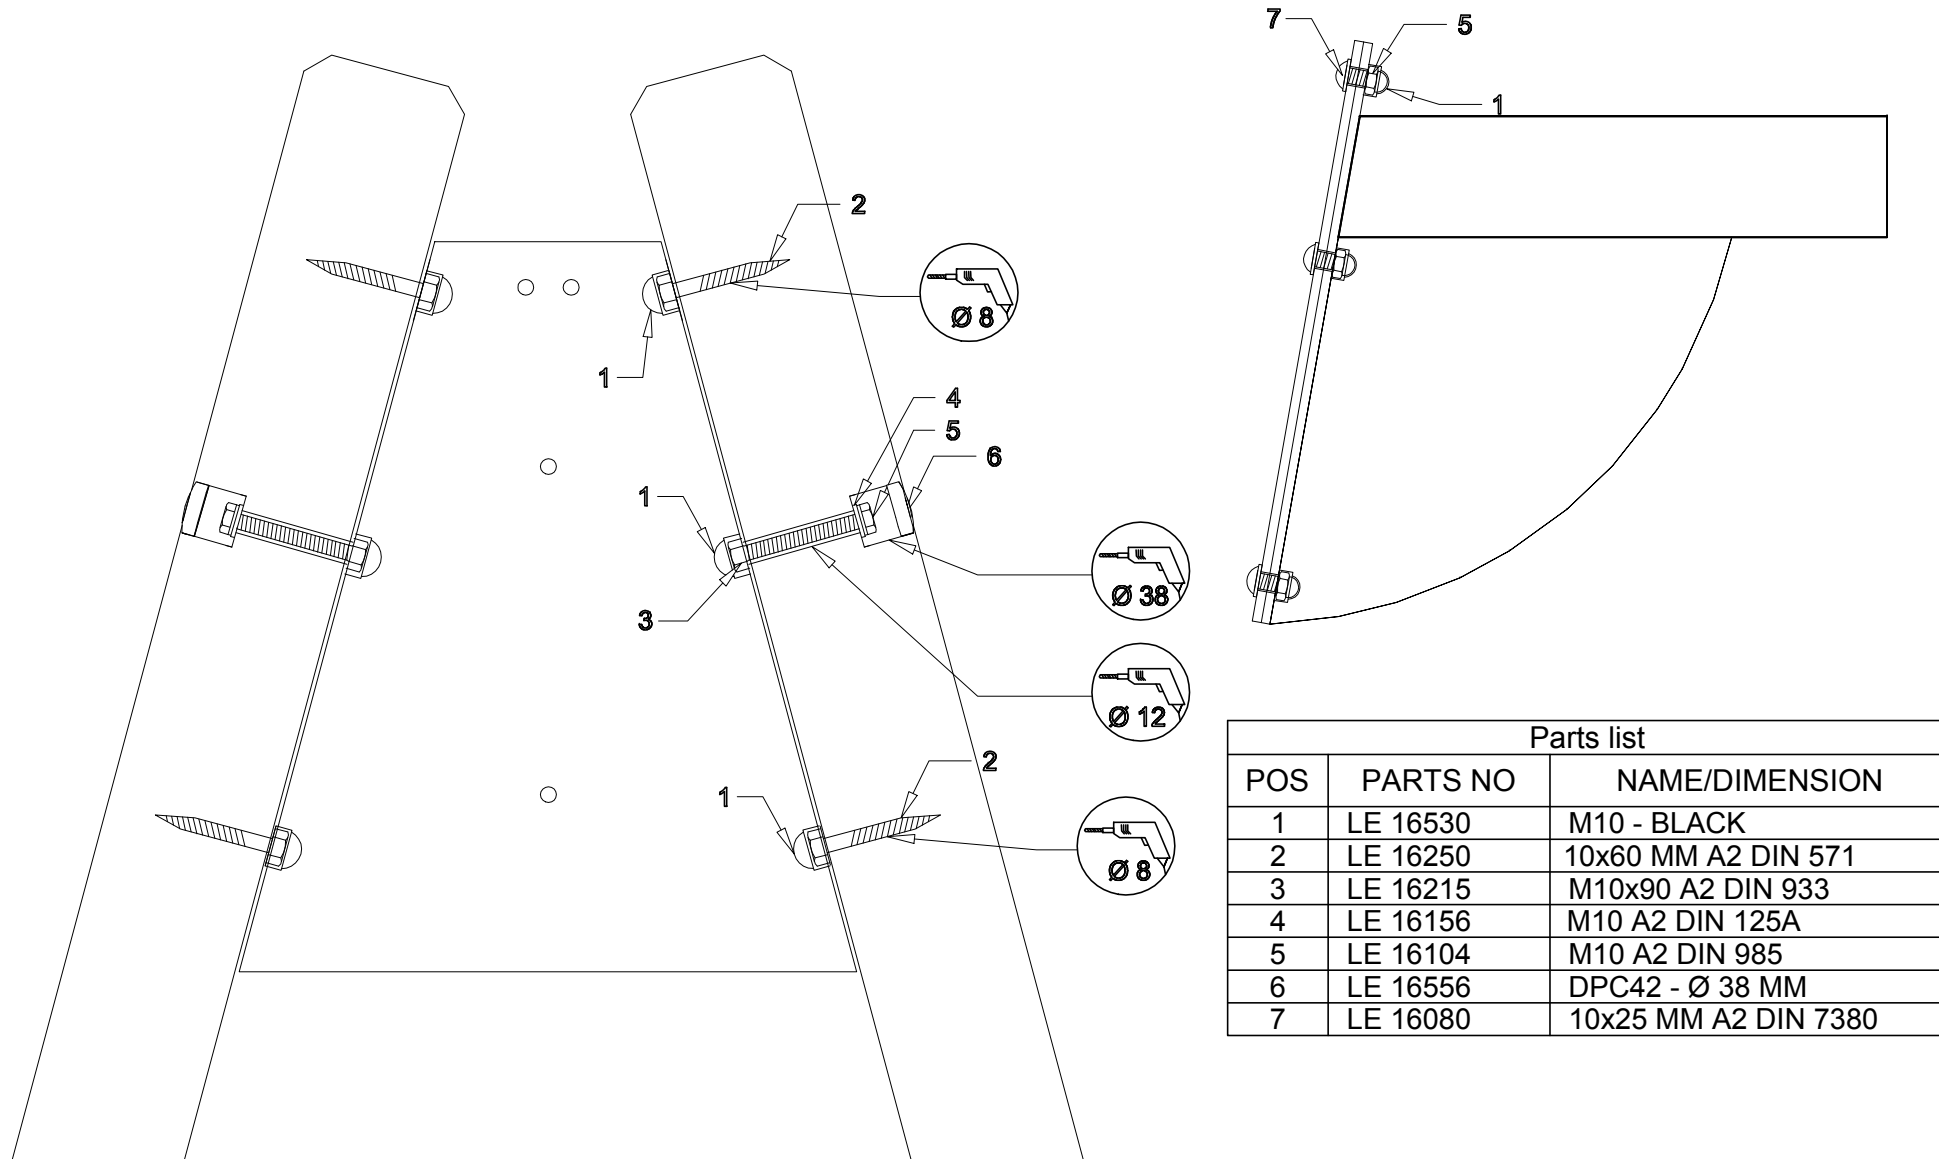 7
5
1
2
Ø 8
1
4
5
6
1
Ø 38
3
Ø 12
2
1
Ø 8
Parts list
POS PARTS NO NAME/DIMENSION
1 LE 16530 M10 - BLACK
2 LE 16250 10x60 MM A2 DIN 571
3 LE 16215 M10x90 A2 DIN 933
4 LE 16156 M10 A2 DIN 125A
5 LE 16104 M10 A2 DIN 985
6 LE 16556 DPC42 - Ø 38 MM
7 LE 16080 10x25 MM A2 DIN 7380